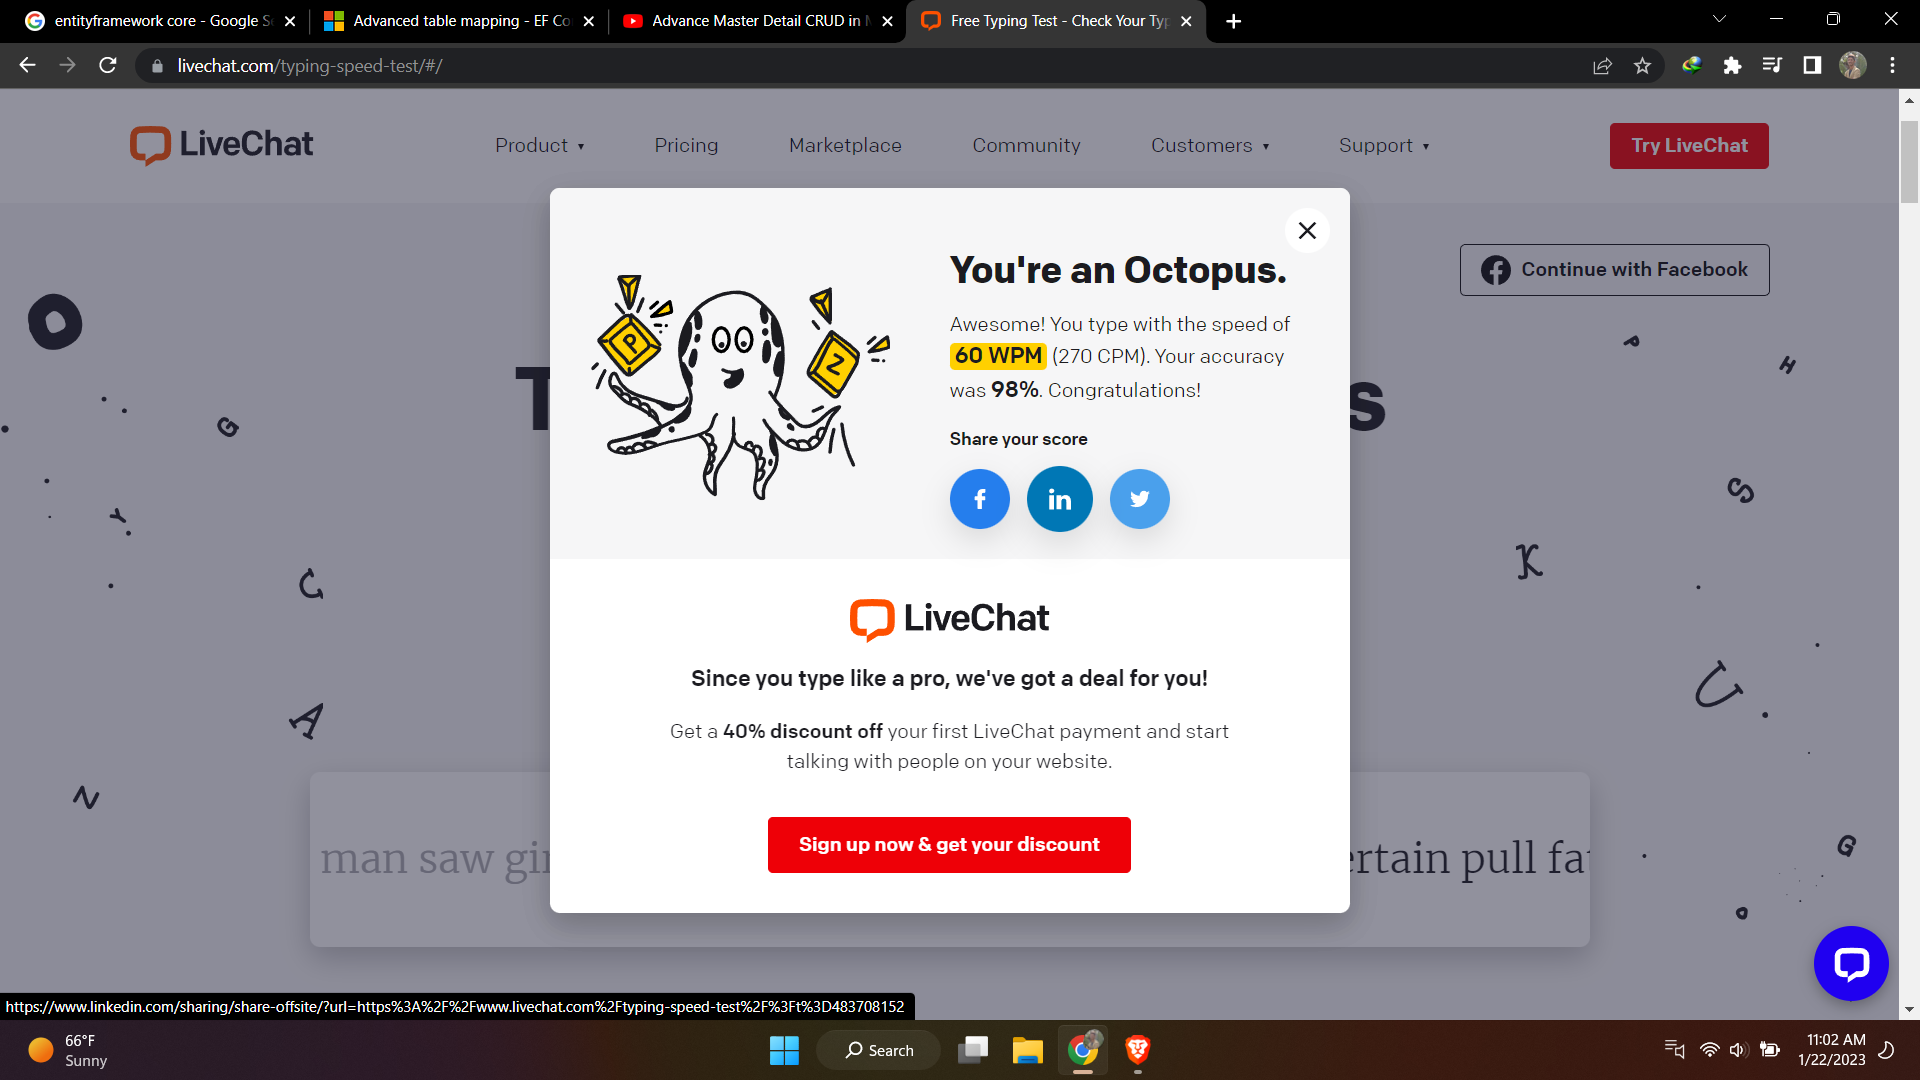 entityframework core - Google S
Advanced table mapping - EF Co
Advance Master Detail CRUD in
Free Typing Test - Check Your Typ
livechat.com/typing-speed-test/#/
LiveChat
Product
Pricing
Marketplace
Community
Customers
Support
Try LiveChat
Continue with Facebook
You're an Octopus.
Awesome! You type with the speed of
60 WPM (270 CPM). Your accuracy
was 98%. Congratulations!
Share your score
f
in
P
Z
T
s
O
G
Y
C
A
N
P
H
S
K
U
G
O
LiveChat
Since you type like a pro, we've got a deal for you!
Get a 40% discount off your first LiveChat payment and start
talking with people on your website.
Sign up now & get your discount
man saw gi
ertain pull fat
https://www.linkedin.com/sharing/share-offsite/?url=https%3A%2F%2Fwww.livechat.com%2Ftyping-speed-test%2F%3Ft%3D483708152
66°F
Sunny
Search
11:02 AM
1/22/2023